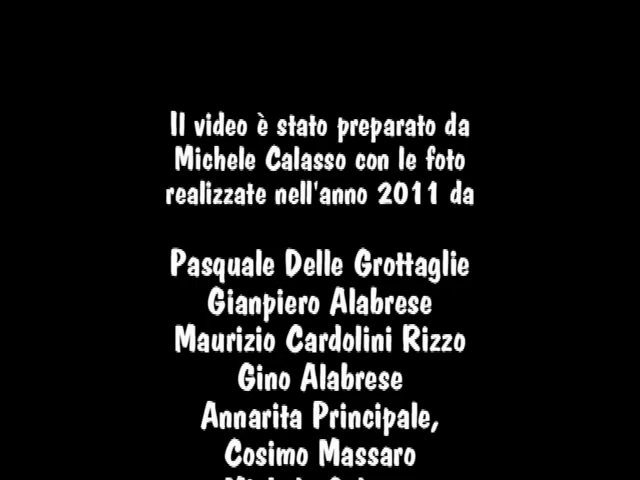 Il video è stato preparato da
Michele Calasso con le foto
realizzate nell'anno 2011 da
Pasquale Delle Grottaglie
Gianpiero Alabrese
Maurizio Cardolini Rizzo
Gino Alabrese
Annarita Principale,
Cosimo Massaro